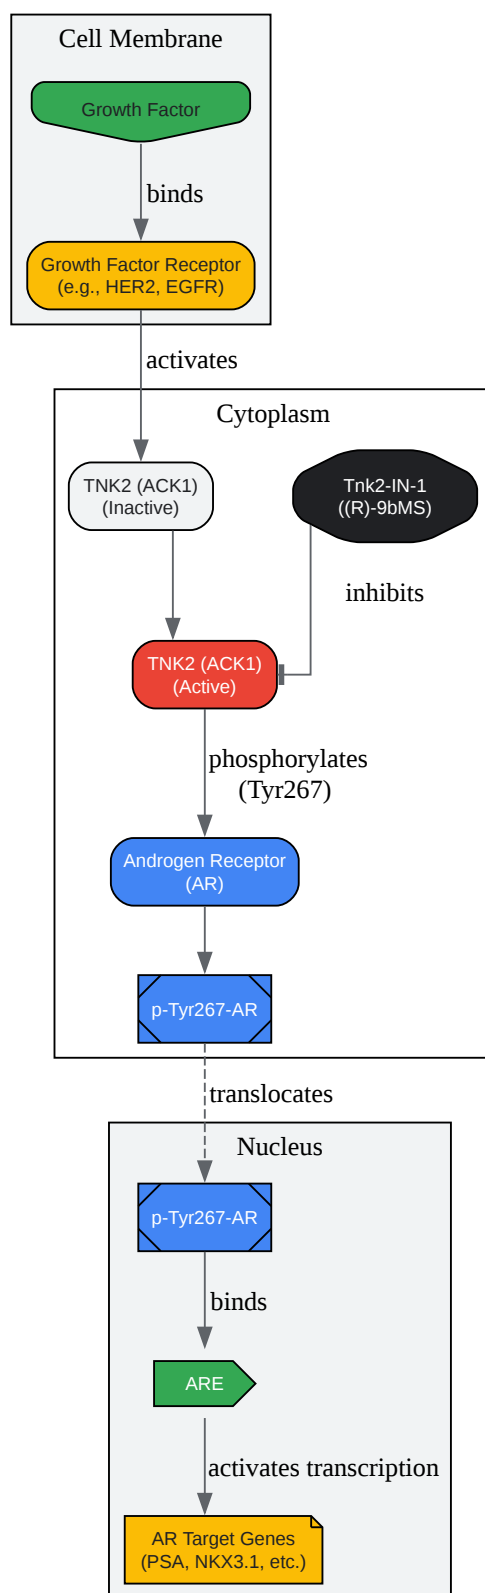 Cell Membrane
Growth Factor
binds
Growth Factor Receptor
(e.g., HER2, EGFR)
activates
Cytoplasm
TNK2 (ACK1)
(Inactive)
Tnk2-IN-1
((R)-9bMS)
inhibits
TNK2 (ACK1)
(Active)
phosphorylates
(Tyr267)
Androgen Receptor
(AR)
p-Tyr267-AR
translocates
Nucleus
p-Tyr267-AR
binds
ARE
activates transcription
AR Target Genes
(PSA, NKX3.1, etc.)